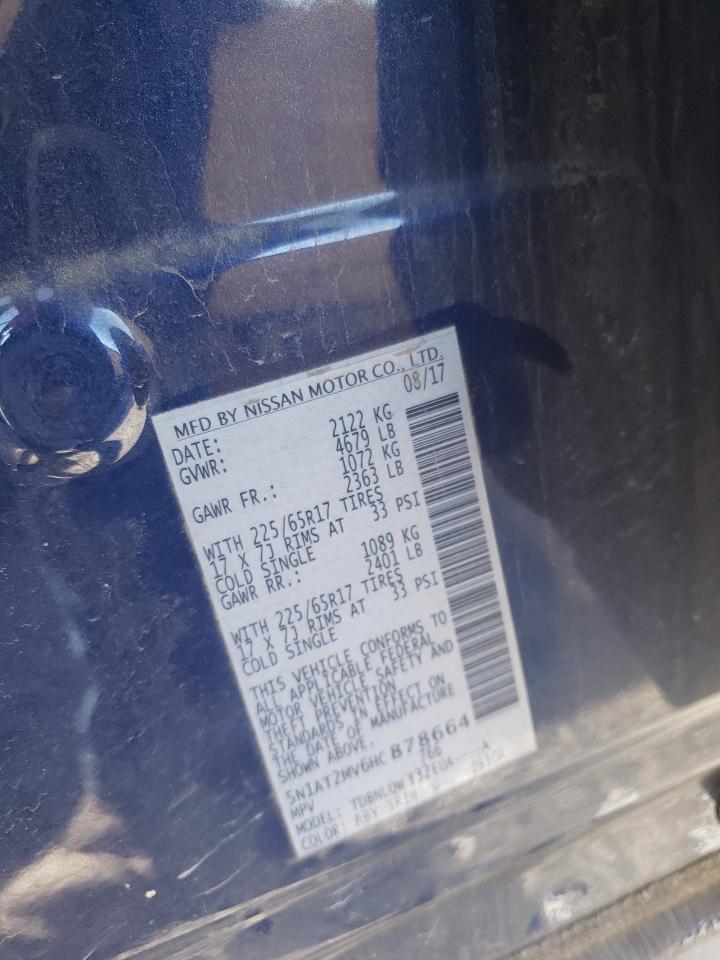 MFD BY NISSAN MOTOR CO., LTD.
DATE: 08/17
GVWR: 2122 KG
4679 LB
GAWR FR.: 1072 KG
2363 LB
WITH 225/65R17 TIRES
17 X 7J RIMS AT 33 PSI
COLD SINGLE
GAWR RR.: 1089 KG
2401 LB
WITH 225/65R17 TIRES
17 X 7J RIMS AT 33 PSI
COLD SINGLE
THIS VEHICLE CONFORMS TO
ALL APPLICABLE FEDERAL
MOTOR VEHICLE SAFETY AND
THEFT PREVENTION
STANDARDS IN EFFECT ON
THE DATE OF MANUFACTURE
SHOWN ABOVE.
5N1AT2MV6HC878664
MPV 766
MODEL:
COLOR: RBY TRIM: G